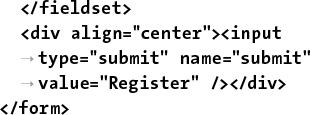 </fieldset>
<div align="center"><input
→ type="submit" name="submit"
→ value="Register" /></div>
</form>